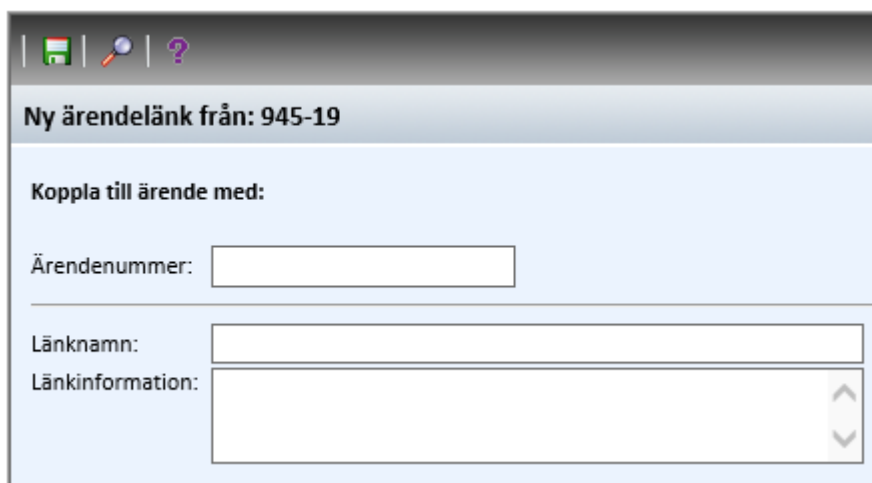 Ny ärendelänk från: 945-19
Koppla till ärende med:
Ärendenummer:
Länknamn:
Länkinformation: